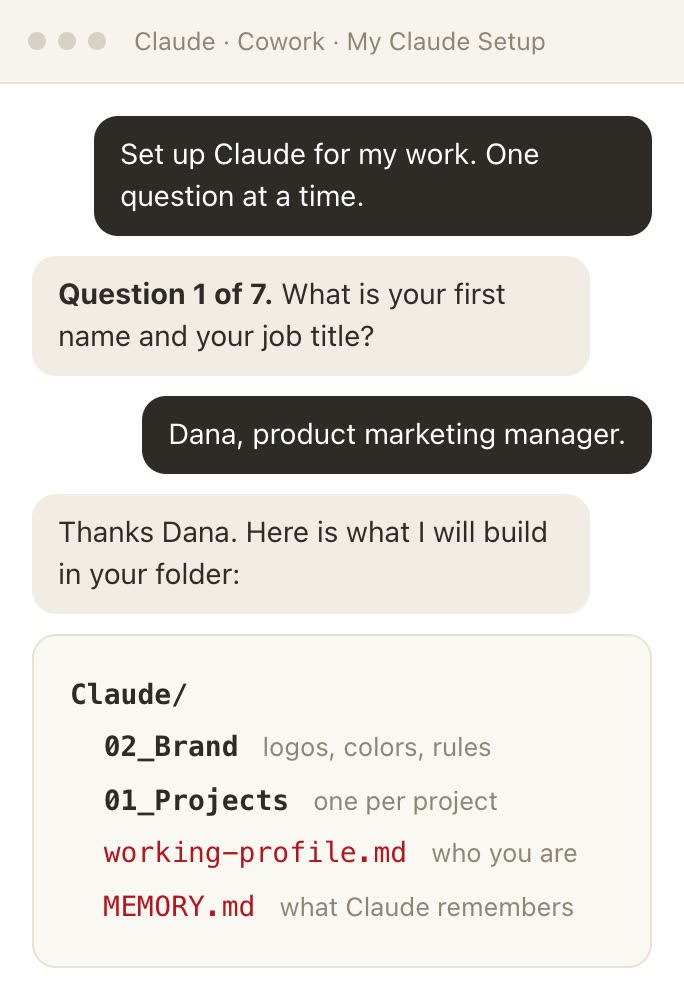 Claude · Cowork · My Claude Setup
Set up Claude for my work. One
question at a time.
Question 1 of 7. What is your first
name and your job title?
Dana, product marketing manager.
Thanks Dana. Here is what I will build
in your folder:
Claude/
02_Brand logos, colors, rules
01_Projects one per project
working-profile.md who you are
MEMORY.md what Claude remembers